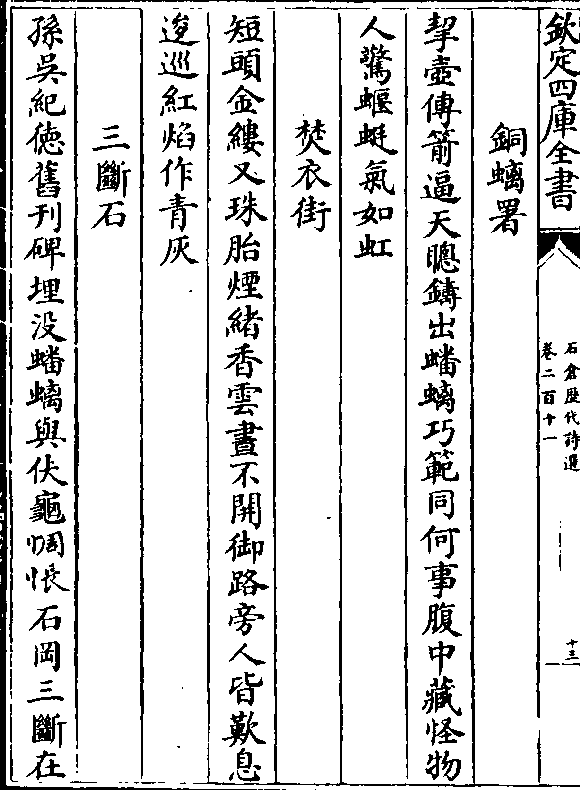 欽定四庫全書
石倉歷代詩選
卷二百十一
十三
銅螭署
挈壺傳箭逼天聰鑄出蟠螭巧範同何事腹中藏怪物
人驚蝘蜓氣如虹
焚衣街
短頭金縷又珠胎煙緒香雲晝不開御路旁人皆歎息
逡巡紅焰作青灰
三斷石
孫吳紀徳舊刊碑埋没蟠螭與伏龜惆悵石岡三斷在